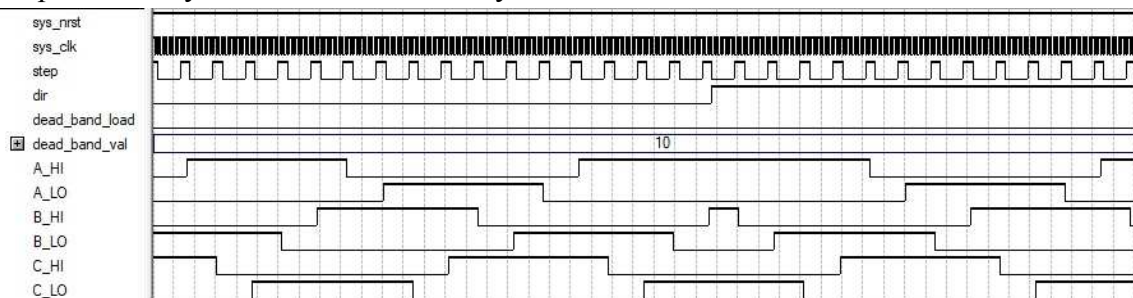 sys_nrst
sys_clk
step
dir
dead_band_load
dead_band_val 10
A_HI
A_LO
B_HI
B_LO
C_HI
C_LO